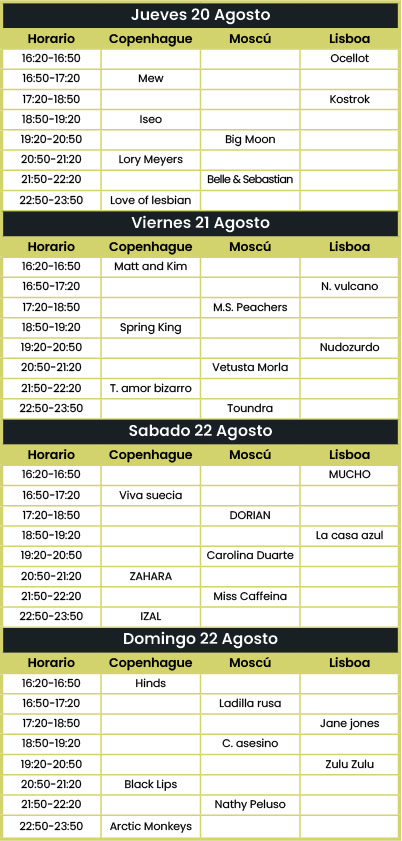 Jueves 20 Agosto
Horario Copenhague Moscú Lisboa
16:20-16:50 Ocellot
16:50-17:20 Mew
17:20-18:50 Kostrok
18:50-19:20 Iseo
19:20-20:50 Big Moon
20:50-21:20 Lory Meyers
21:50-22:20 Belle & Sebastian
22:50-23:50 Love of lesbian
Viernes 21 Agosto
Horario Copenhague Moscú Lisboa
16:20-16:50 Matt and Kim
16:50-17:20 N. vulcano
17:20-18:50 M.S. Peachers
18:50-19:20 Spring King
19:20-20:50 Nudozurdo
20:50-21:20 Vetusta Morla
21:50-22:20 T. amor bizarro
22:50-23:50 Toundra
Sabado 22 Agosto
Horario Copenhague Moscú Lisboa
16:20-16:50 MUCHO
16:50-17:20 Viva suecia
17:20-18:50 DORIAN
18:50-19:20 La casa azul
19:20-20:50 Carolina Duarte
20:50-21:20 ZAHARA
21:50-22:20 Miss Caffeina
22:50-23:50 IZAL
Domingo 22 Agosto
Horario Copenhague Moscú Lisboa
16:20-16:50 Hinds
16:50-17:20 Ladilla rusa
17:20-18:50 Jane jones
18:50-19:20 C. asesino
19:20-20:50 Zulu Zulu
20:50-21:20 Black Lips
21:50-22:20 Nathy Peluso
22:50-23:50 Arctic Monkeys